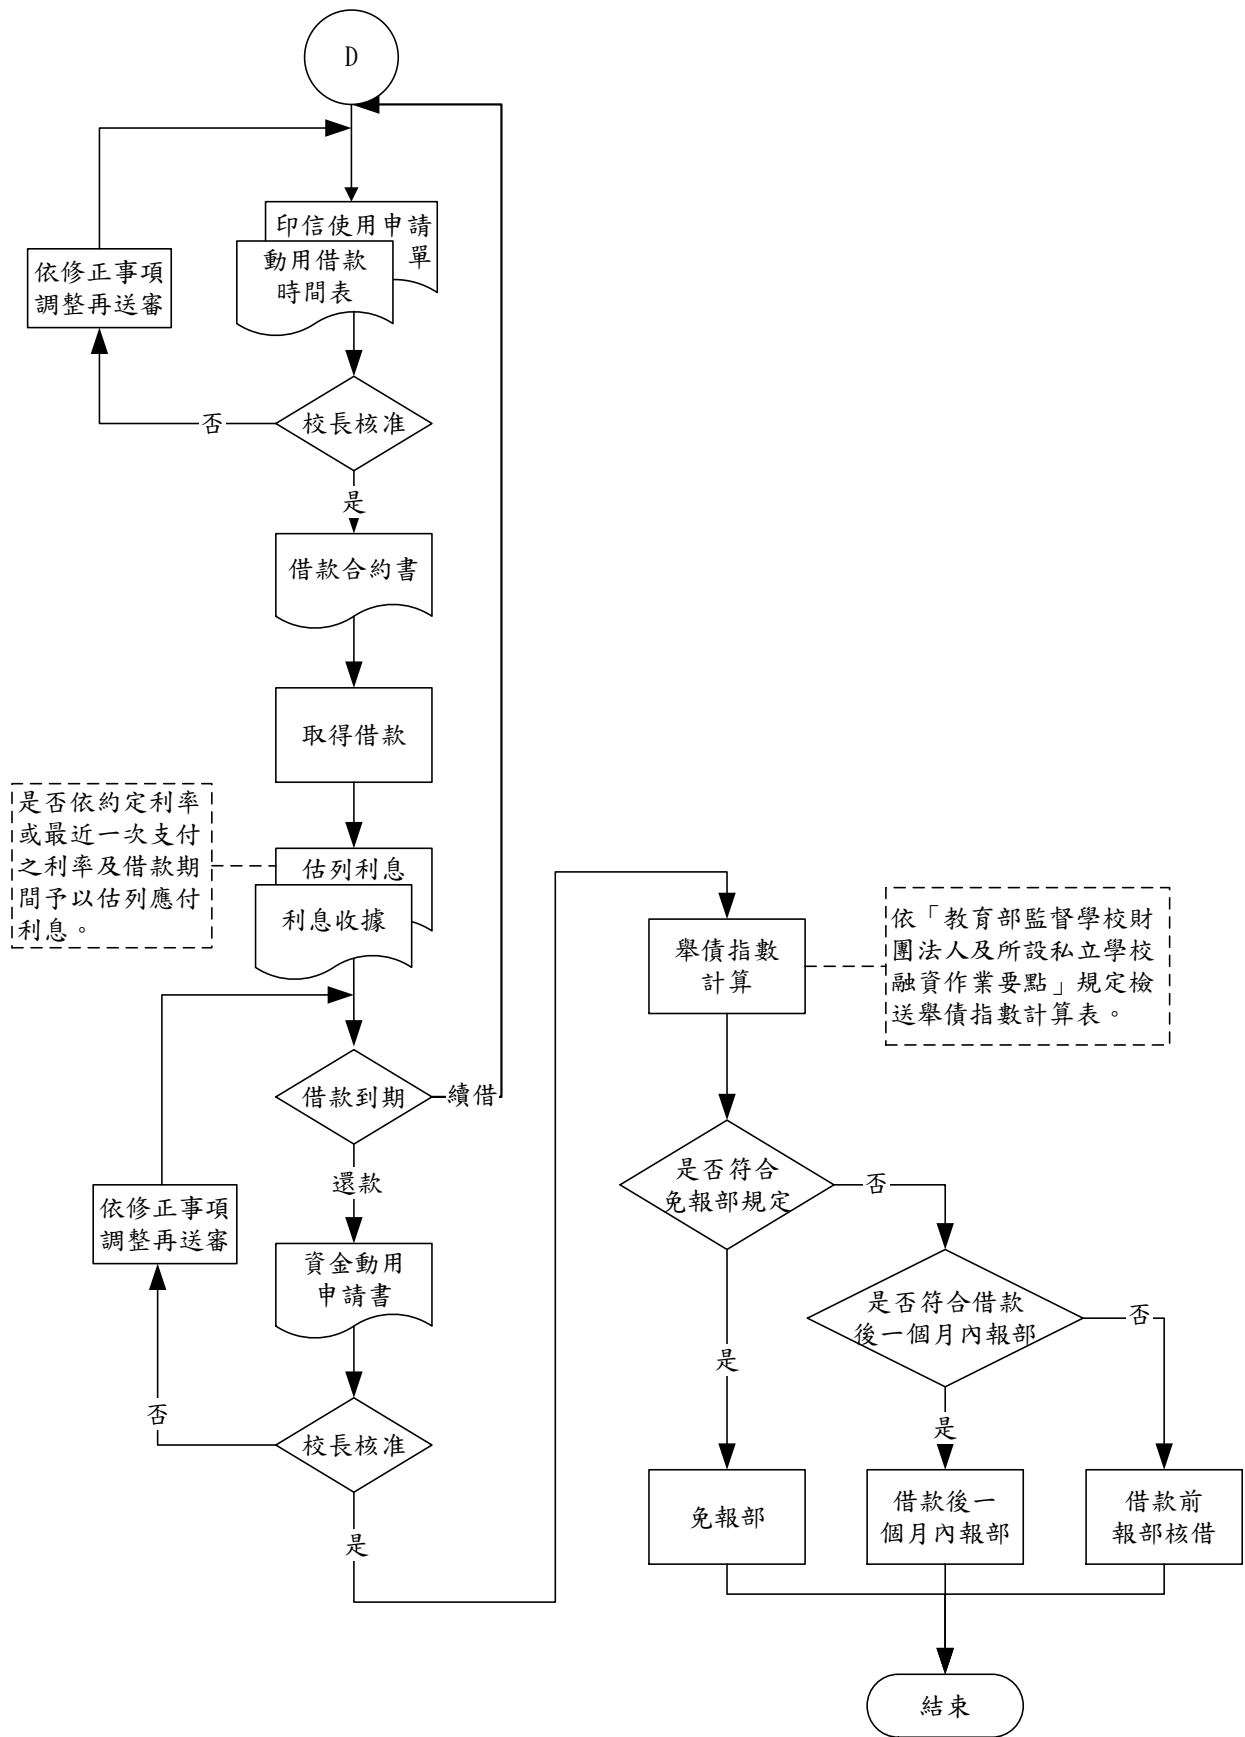 D
印信使用申請
單
動用借款
時間表
依修正事項
調整再送審
校長核准
否
是
借款合約書
取得借款
是否依約定利率
或最近一次支付
之利率及借款期
間予以估列應付
利息。
估列利息
利息收據
借款到期
續借
還款
依修正事項
調整再送審
資金動用
申請書
校長核准
否
是
舉債指數
計算
依「教育部監督學校財
團法人及所設私立學校
融資作業要點」規定檢
送舉債指數計算表。
是否符合
免報部規定
否
是
是否符合借款
後一個月內報部
否
是
免報部
借款後一
個月內報部
借款前
報部核借
結束